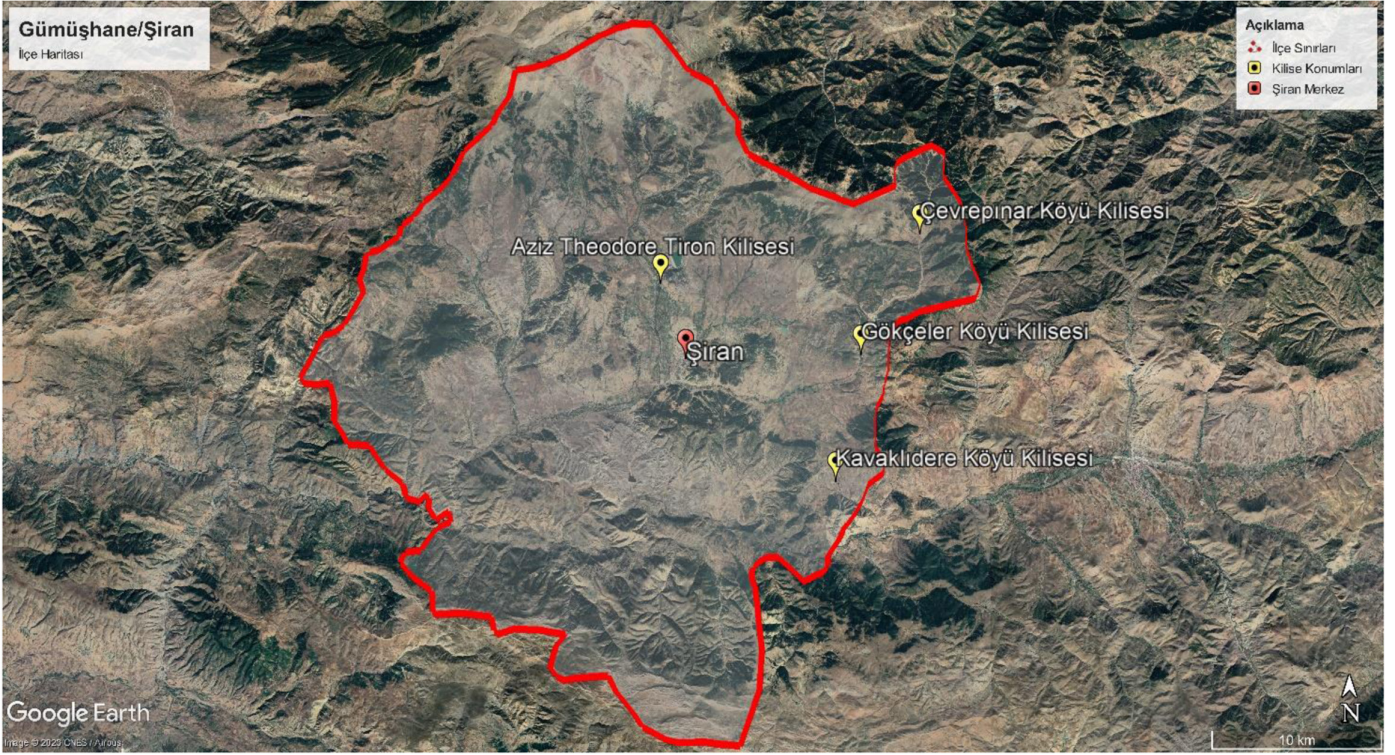 Gümüşhane/Şiran
İlçe Haritası
Açıklama
İlçe Sınırları
Kilise Konumları
Şiran Merkez
Çevrepınar Köyü Kilisesi
Aziz Theodore Tiron Kilisesi
Gökçeler Köyü Kilisesi
Şiran
Kavaklıdere Köyü Kilisesi
Google Earth
Image © 2023 CNES / Airbus
N
10 km